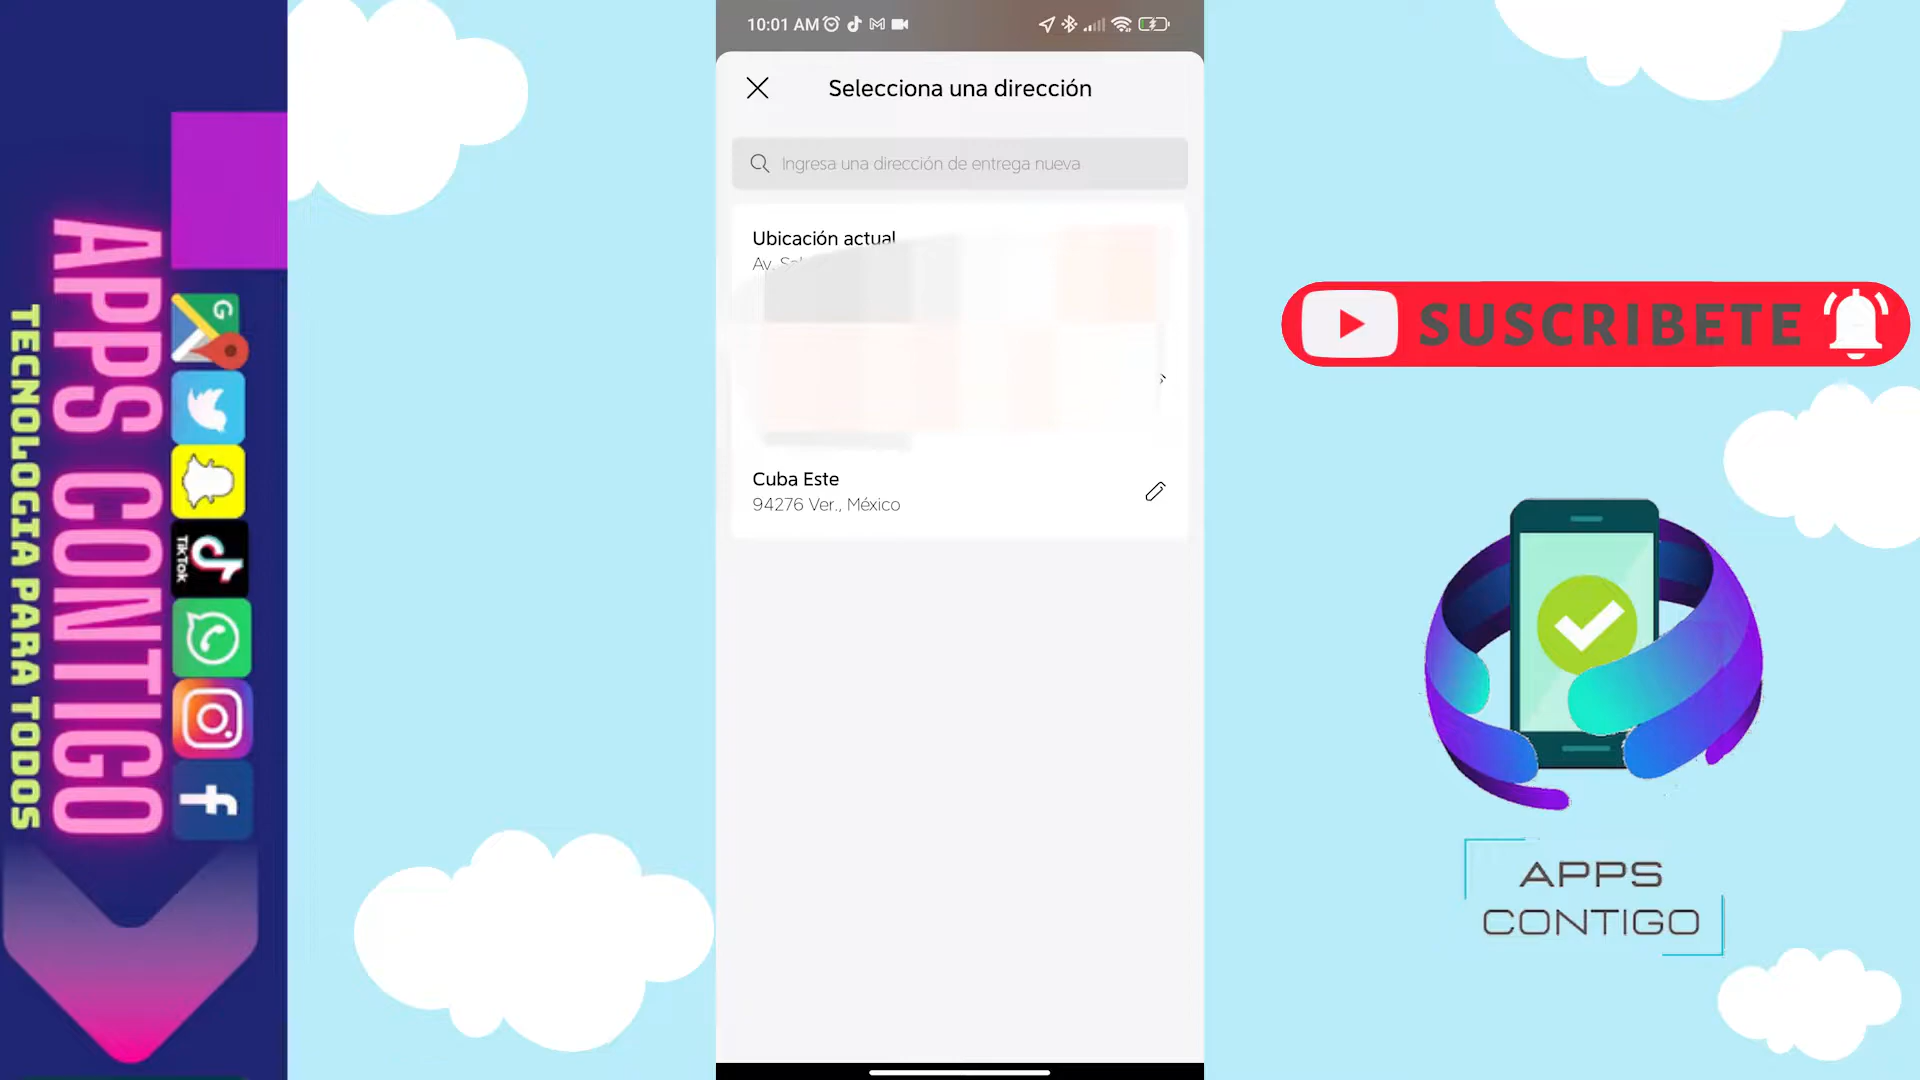 TECNOLOGIA PARA TODOS
APPS CONTIGO
G
TikTok
10:01 AM
Selecciona una dirección
Ingresa una dirección de entrega nueva
Ubicación actual
Av.
Cuba Este
94276 Ver., México
SUSCRIBETE
APPS
CONTIGO